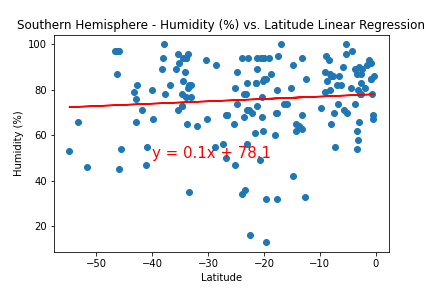 Southern Hemisphere - Humidity (%) vs. Latitude Linear Regression
100
80
60
40
20
Humidity (%)
y = 0.1x + 78.1
−50
−40
−30
−20
−10
0
Latitude